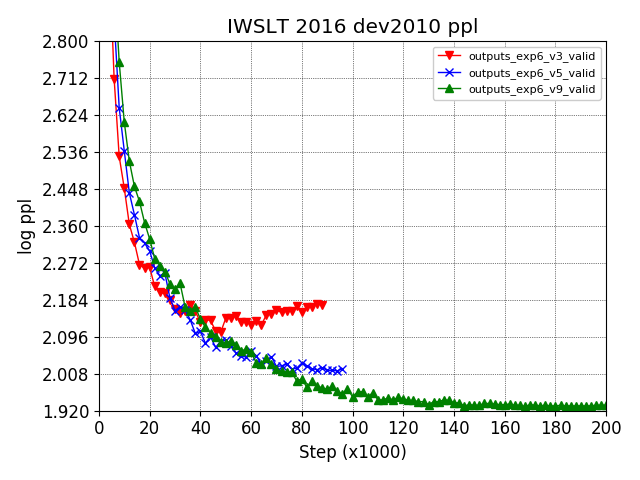 IWSLT 2016 dev2010 ppl
2.800
2.712
2.624
2.536
2.448
2.360
2.272
2.184
2.096
2.008
1.920
log ppl
outputs_exp6_v3_valid
outputs_exp6_v5_valid
outputs_exp6_v9_valid
0 20 40 60 80 100 120 140 160 180 200
Step (x1000)